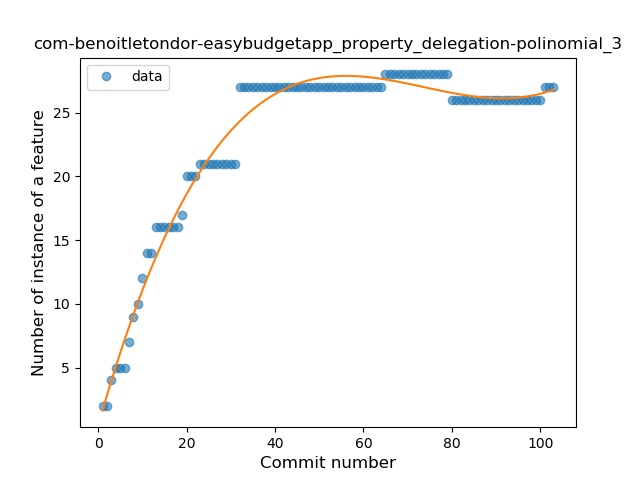 com-benoitletondor-easybudgetapp_property_delegation-polinomial_3
data
Number of instance of a feature
25
20
15
10
5
0 20 40 60 80 100
Commit number